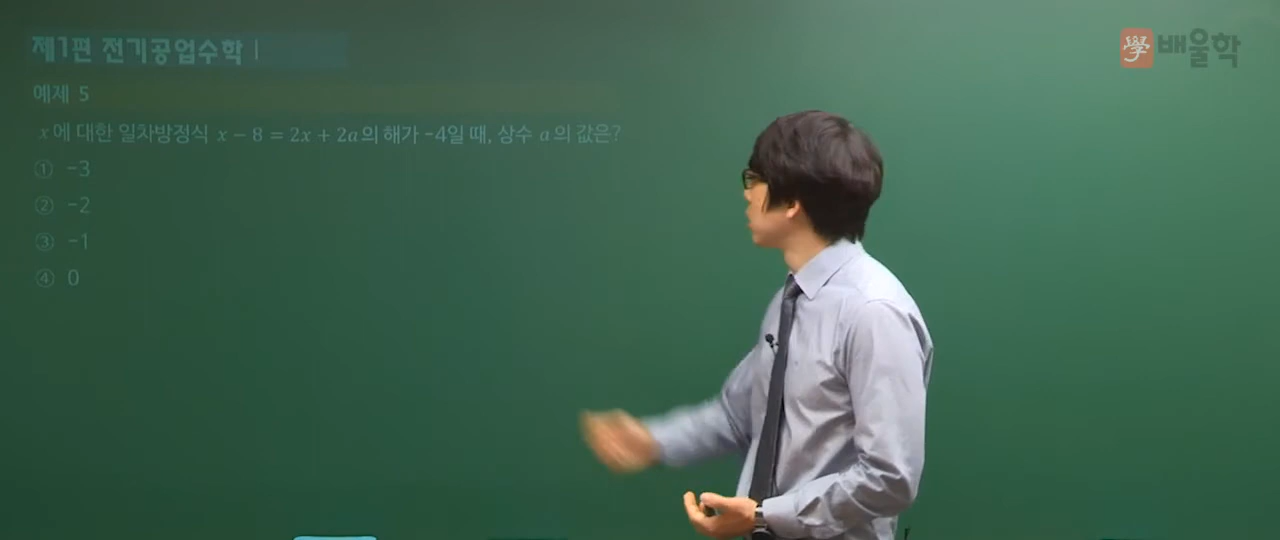 제1편 전기공업수학 |
學 배울학
예제 5
x에 대한 일차방정식 x − 8 = 2x + 2a의 해가 -4일 때, 상수 a의 값은?
① -3
② -2
③ -1
④ 0